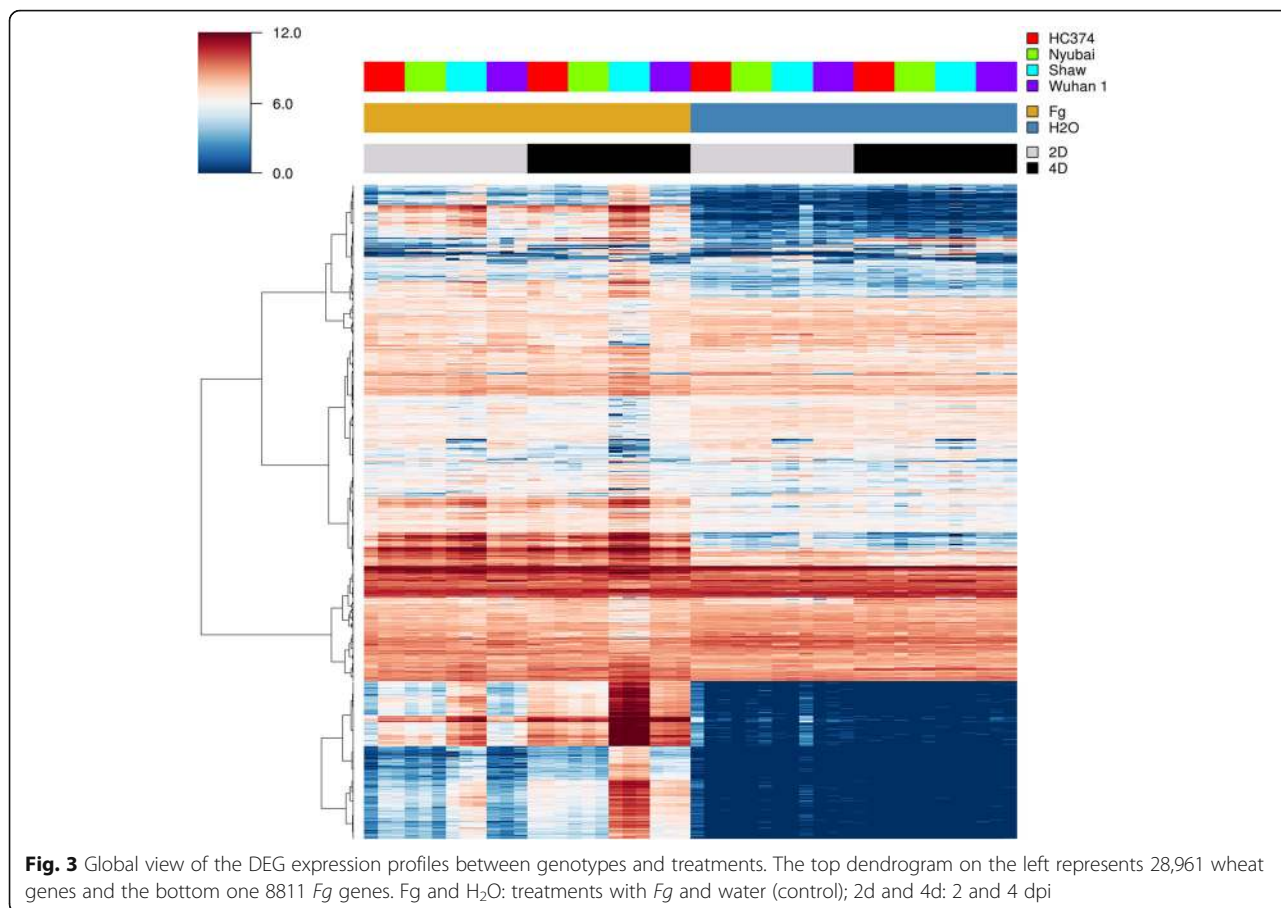 12.0
6.0
0.0
HC374
Nyubai
Shaw
Wuhan 1
Fg
H2O
2D
4D
Fig. 3 Global view of the DEG expression profiles between genotypes and treatments. The top dendrogram on the left represents 28,961 wheat
genes and the bottom one 8811 Fg genes. Fg and H₂O: treatments with Fg and water (control); 2d and 4d: 2 and 4 dpi